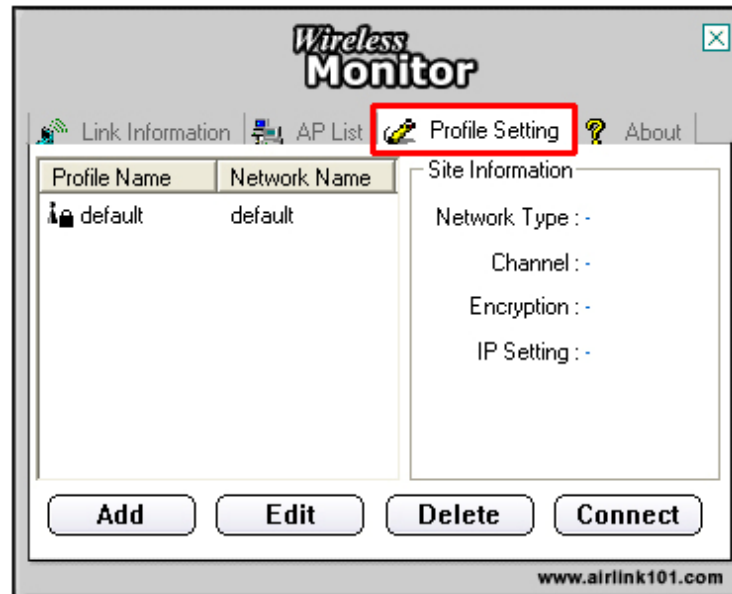 Wireless
Monitor
Link Information AP List Profile Setting About
Profile Name Network Name
default default
Site Information
Network Type : -
Channel : -
Encryption : -
IP Setting : -
Add Edit Delete Connect
www.airlink101.com